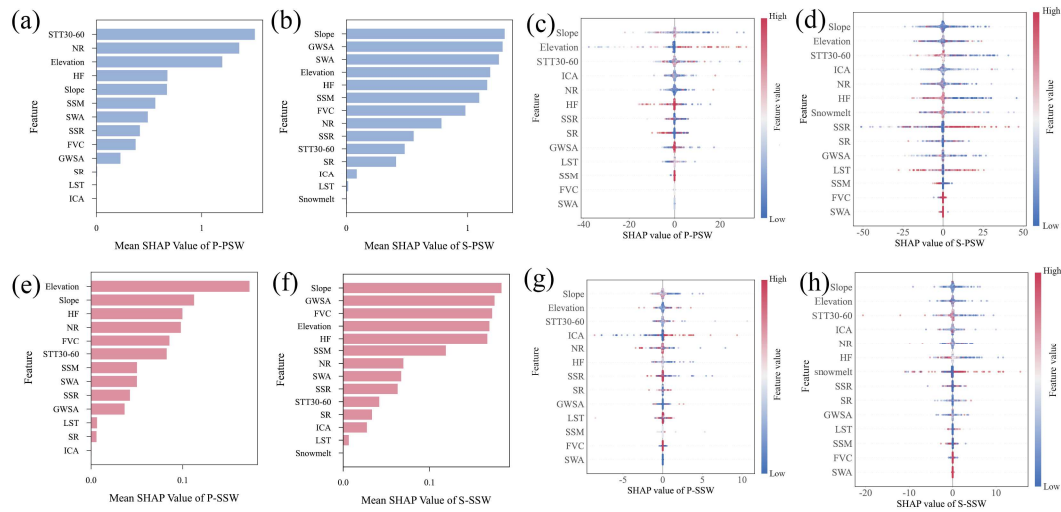 (a)
STT30-60
NR
Elevation
HF
Slope
SSM
SWA
SSR
FVC
GWSA
SR
LST
ICA
Feature
0
1
Mean SHAP Value of P-PSW
(b)
Slope
GWSA
SWA
Elevation
HF
SSM
FVC
NR
SSR
STT30-60
SR
ICA
LST
Snowmelt
Feature
0
1
Mean SHAP Value of S-PSW
(c)
Slope
Elevation
STT30-60
ICA
NR
HF
SSR
SR
GWSA
LST
SSM
FVC
SWA
Feature
-40
-20
0
20
SHAP value of P-PSW
High
Feature value
Low
(d)
Slope
Elevation
STT30-60
ICA
NR
HF
Snowmelt
SSR
SR
GWSA
LST
SSM
FVC
SWA
Feature
-50
-25
0
25
50
SHAP value of S-PSW
High
Feature value
Low
(e)
Elevation
Slope
HF
NR
FVC
STT30-60
SSM
SWA
SSR
GWSA
LST
SR
ICA
Feature
0.0
0.1
Mean SHAP Value of P-SSW
(f)
Slope
GWSA
FVC
Elevation
HF
SSM
NR
SWA
SSR
STT30-60
SR
ICA
LST
Snowmelt
Feature
0.0
0.1
Mean SHAP Value of S-SSW
(g)
Slope
Elevation
STT30-60
ICA
NR
HF
SSR
SR
GWSA
LST
SSM
FVC
SWA
Feature
-5
0
5
10
SHAP value of P-SSW
High
Feature value
Low
(h)
Slope
Elevation
STT30-60
ICA
NR
HF
snowmelt
SSR
SR
GWSA
LST
SSM
FVC
SWA
Feature
-20
-10
0
10
SHAP value of S-SSW
High
Feature value
Low